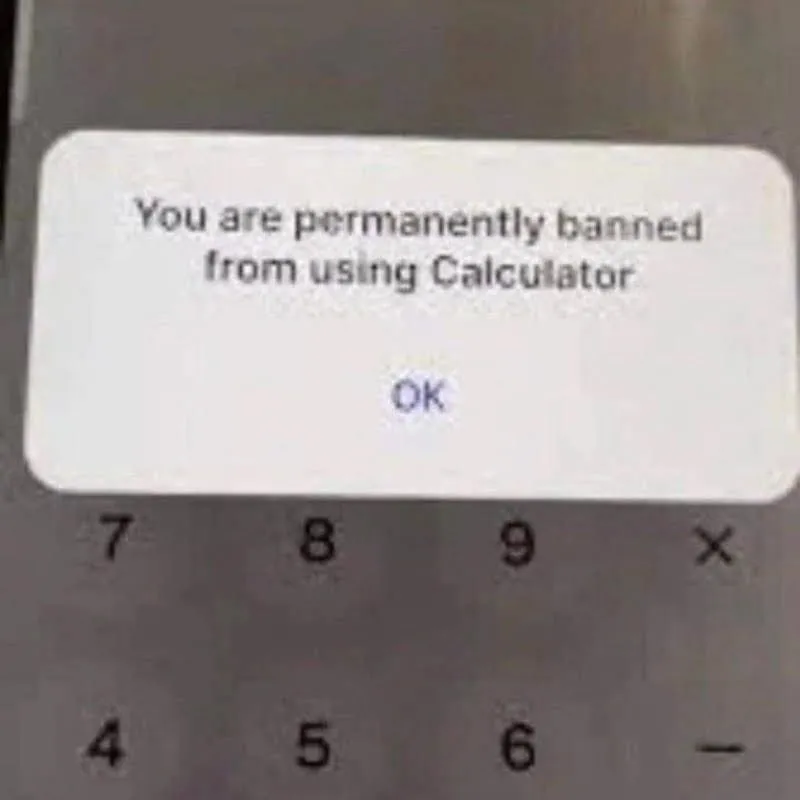 You are permanently banned
from using Calculator
OK
7 8 9 ×
4 5 6 −